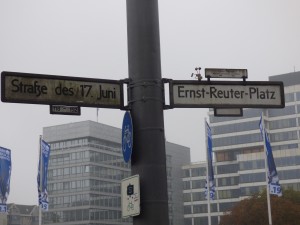 Straße des 17. Juni
Ernst-Reuter-Platz